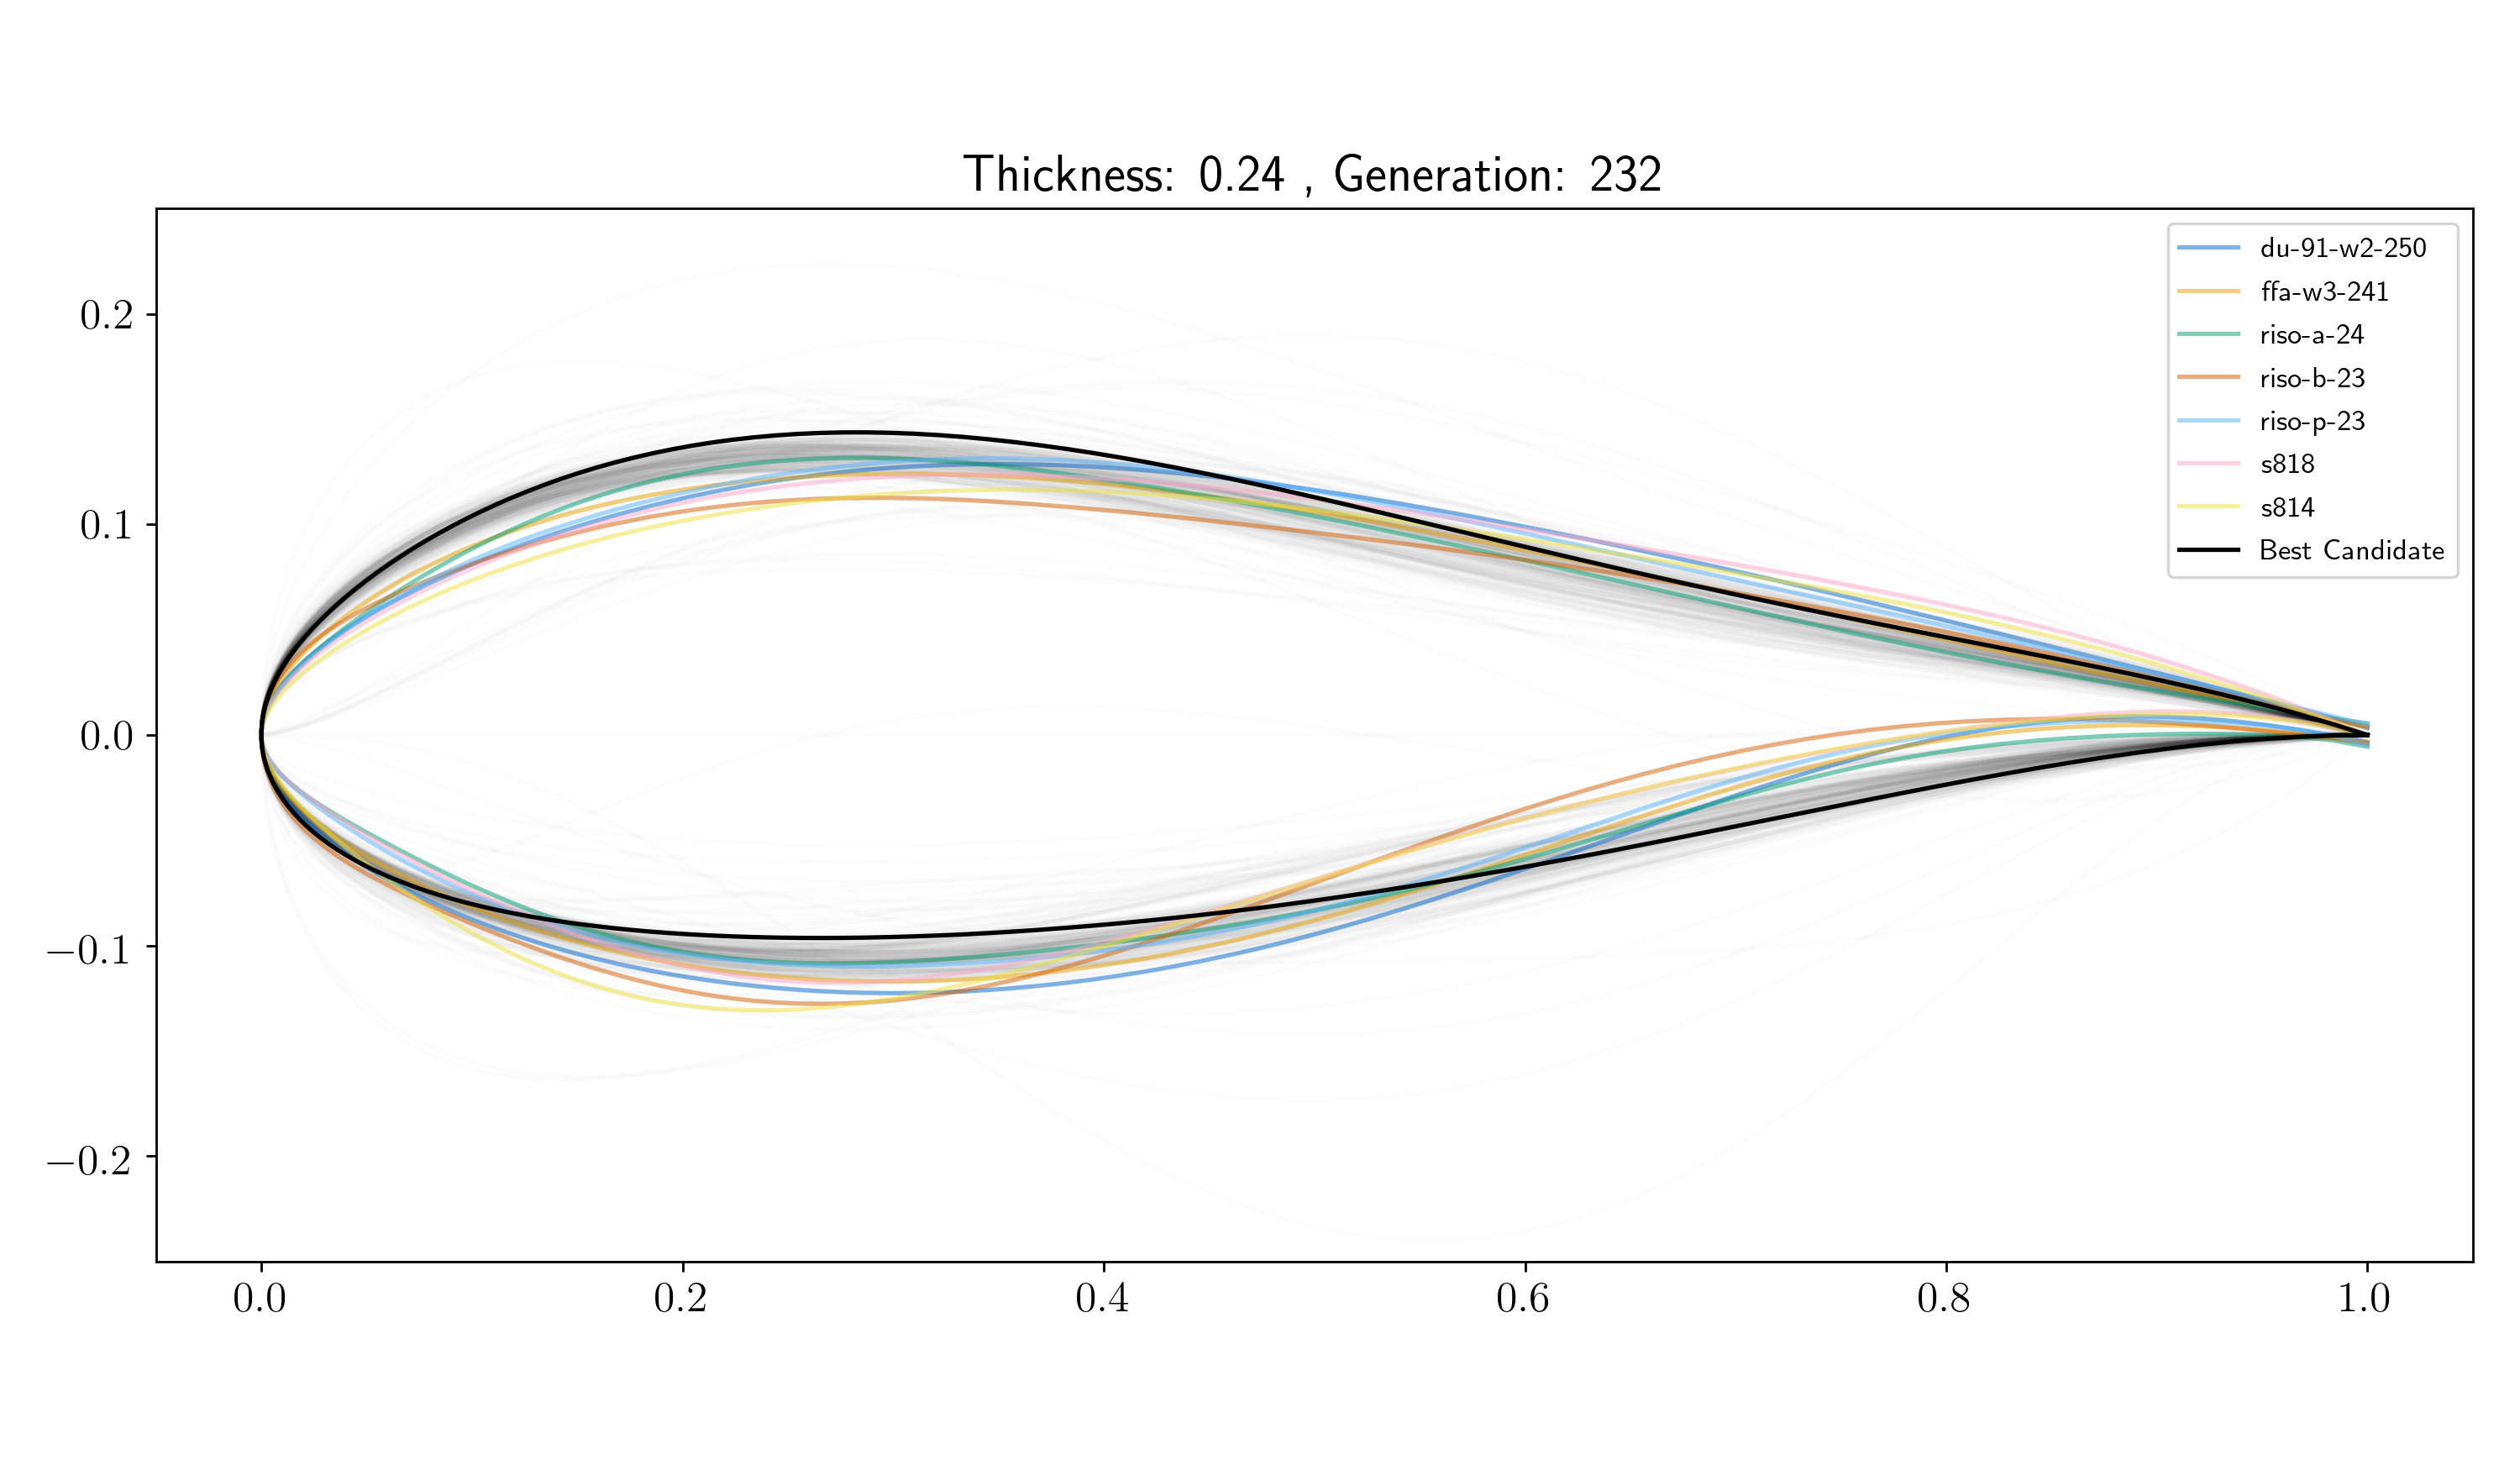 Thickness: 0.24 , Generation: 232
du-91-w2-250
ffa-w3-241
riso-a-24
riso-b-23
riso-p-23
s818
s814
Best Candidate
0.2
0.1
0.0
−0.1
−0.2
0.0 0.2 0.4 0.6 0.8 1.0